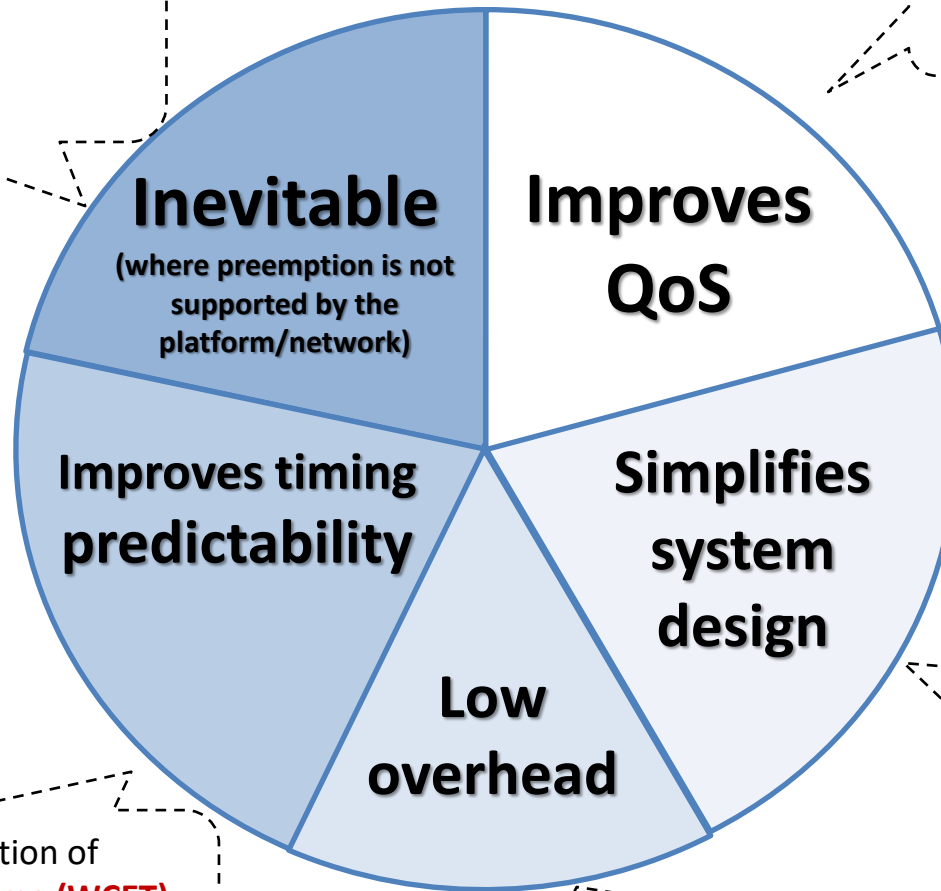 Inevitable
(where preemption is not
supported by the
platform/network)
Improves
QoS
Improves timing
predictability
Simplifies
system
design
Low
overhead
tion of
(WCET)